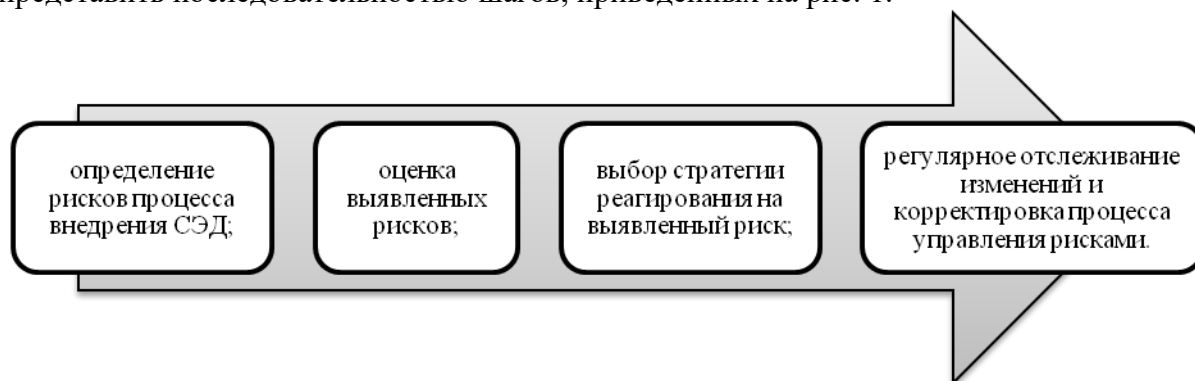 представить последовательностью шагов, приведенных на рис. 1.
определение
рисков процесса
внедрения СЭД;
оценка
выявленных
рисков;
выбор стратегии
реагирования на
выявленный риск;
регулярное отслеживание
изменений и
корректировка процесса
управления рисками.